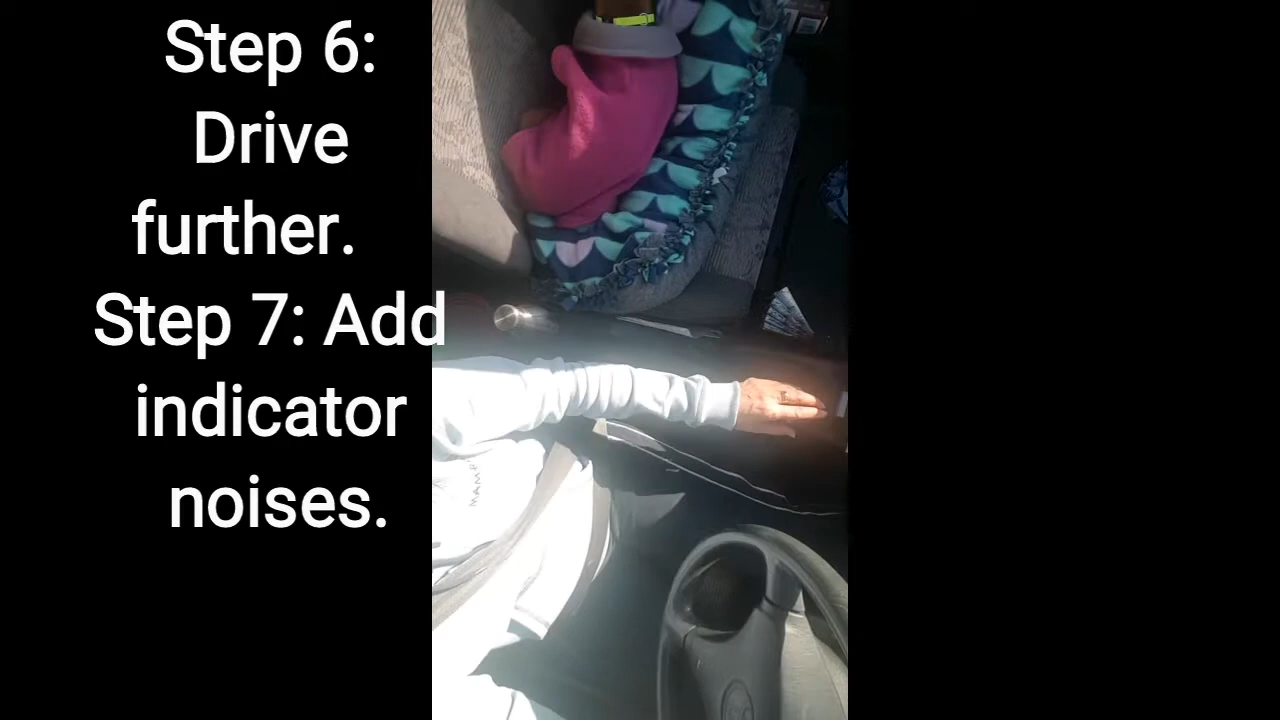 Step 6:
Drive
further.
Step 7: Add
indicator
noises.